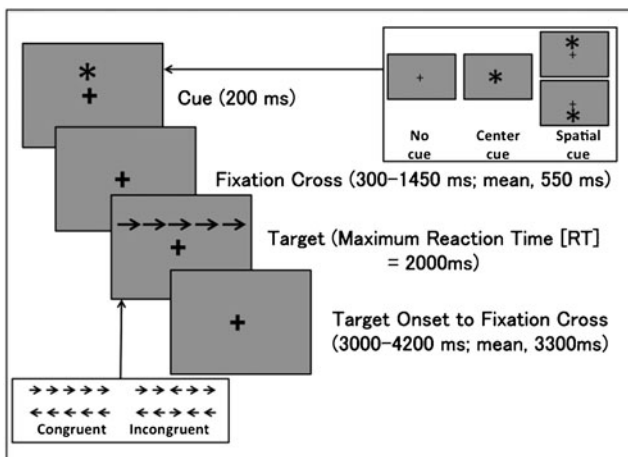 Cue (200 ms)
No cue
Center cue
Spatial cue
Fixation Cross (300-1450 ms; mean, 550 ms)
Target (Maximum Reaction Time [RT]
= 2000ms)
Target Onset to Fixation Cross
(3000-4200 ms; mean, 3300ms)
Congruent Incongruent